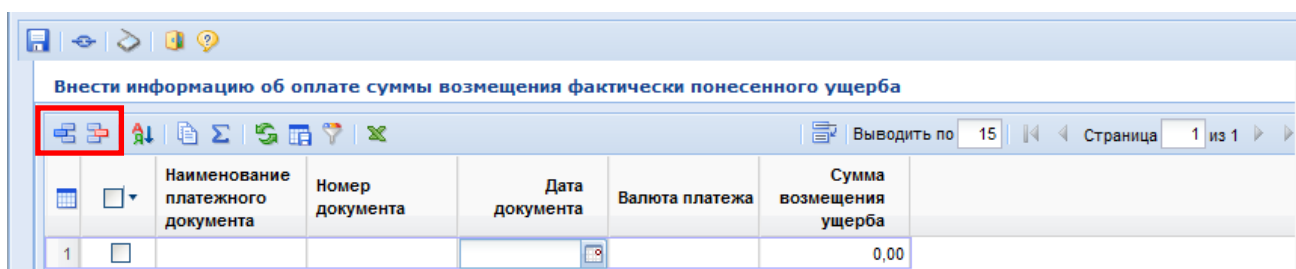 Внести информацию об оплате суммы возмещения фактически понесенного ущерба
Выводить по 15 Страница 1 из 1
Наименование платежного документа
Номер документа
Дата документа
Валюта платежа
Сумма возмещения ущерба
1 0,00